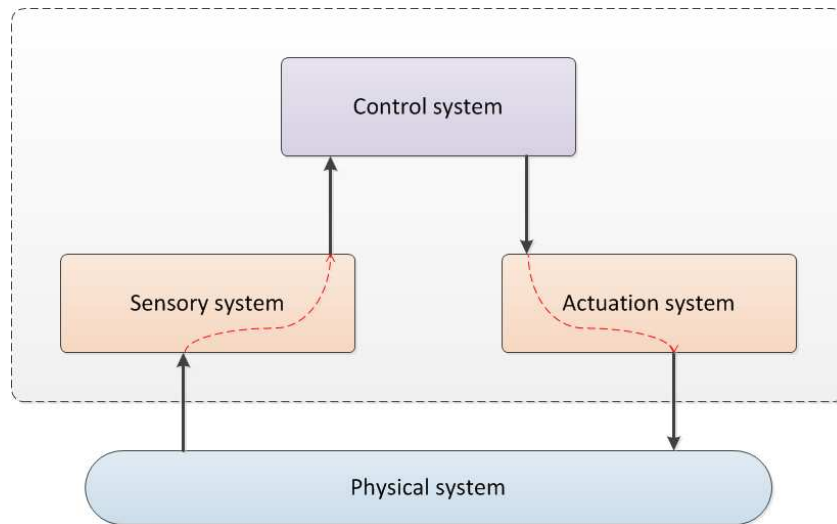 Control system
Sensory system
Actuation system
Physical system